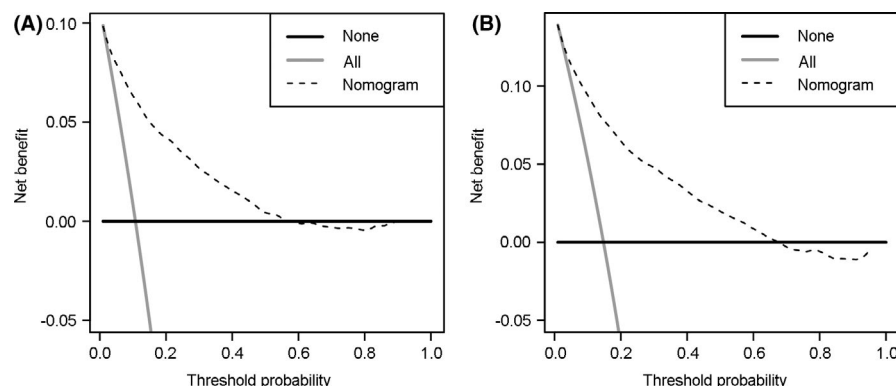 (A)
None
All
Nomogram
Net benefit
0.10
0.05
0.00
-0.05
0.0 0.2 0.4 0.6 0.8 1.0
Threshold probability
(B)
None
All
Nomogram
Net benefit
0.10
0.05
0.00
-0.05
0.0 0.2 0.4 0.6 0.8 1.0
Threshold probability